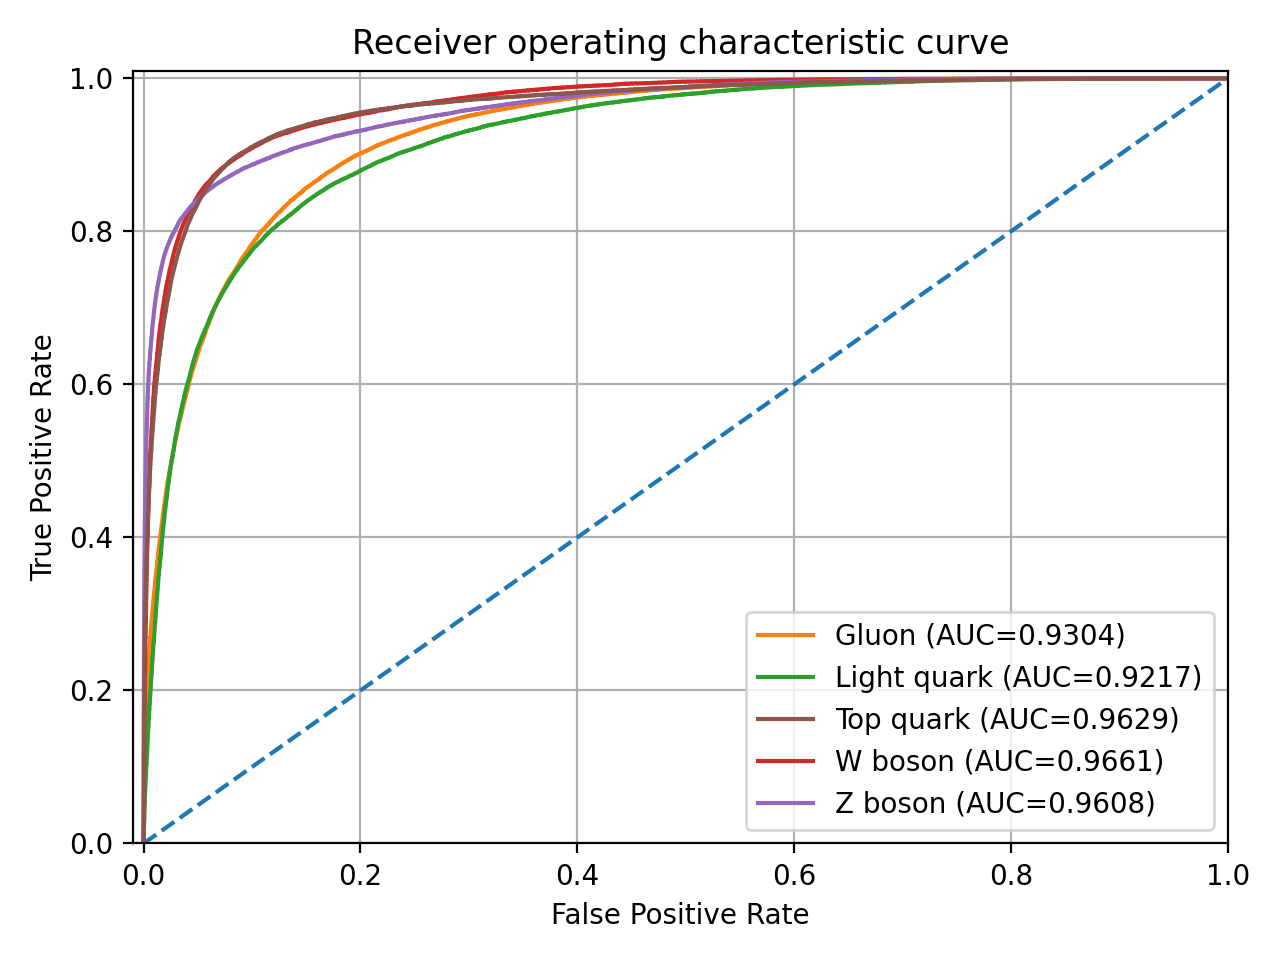 Receiver operating characteristic curve
1.0
0.8
0.6
0.4
0.2
0.0
True Positive Rate
Gluon (AUC=0.9304)
Light quark (AUC=0.9217)
Top quark (AUC=0.9629)
W boson (AUC=0.9661)
Z boson (AUC=0.9608)
0.0 0.2 0.4 0.6 0.8 1.0
False Positive Rate